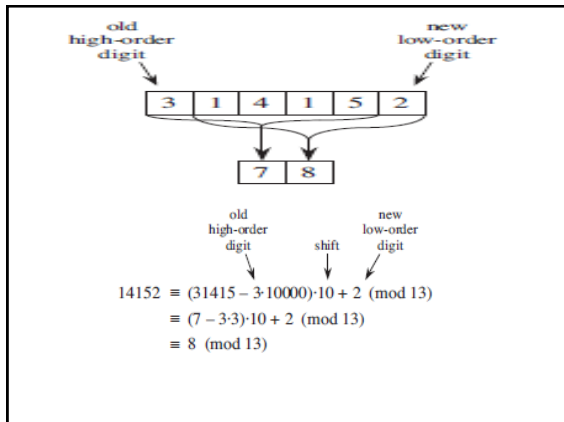 old
high-order
digit
new
low-order
digit
3 1 4 1 5 2
7 8
old
high-order
digit
shift
new
low-order
digit
14152 ≡ (31415 – 3·10000)·10 + 2 (mod 13)
≡ (7 – 3·3)·10 + 2 (mod 13)
≡ 8 (mod 13)